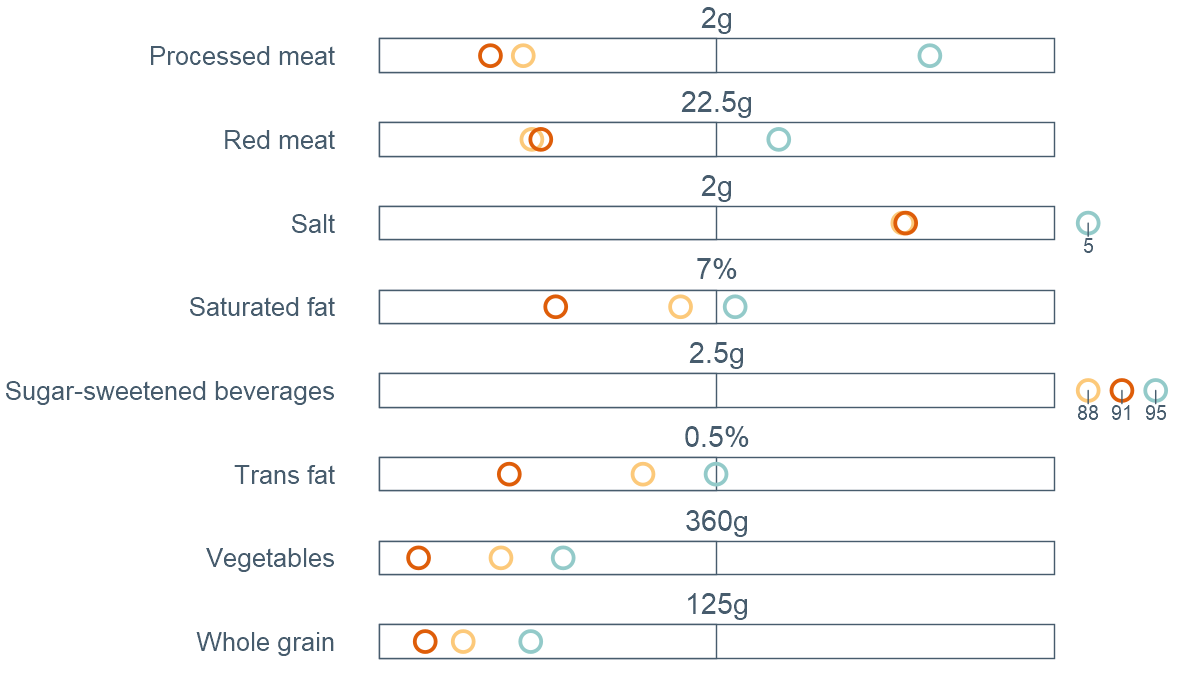 2g
Processed meat
22.5g
Red meat
2g
Salt
5
7%
Saturated fat
2.5g
Sugar-sweetened beverages
88 91 95
0.5%
Trans fat
360g
Vegetables
125g
Whole grain